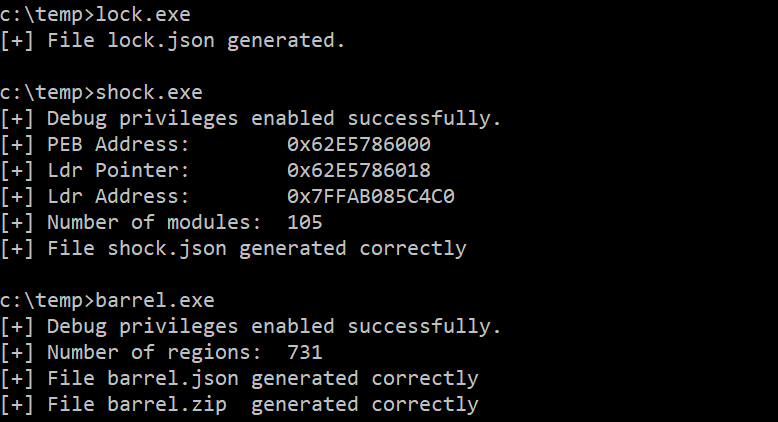 c:\temp>lock.exe
[+] File lock.json generated.
c:\temp>shock.exe
[+] Debug privileges enabled successfully.
[+] PEB Address:        0x62E5786000
[+] Ldr Pointer:        0x62E5786018
[+] Ldr Address:        0x7FFAB085C4C0
[+] Number of modules:  105
[+] File shock.json generated correctly
c:\temp>barrel.exe
[+] Debug privileges enabled successfully.
[+] Number of regions:  731
[+] File barrel.json generated correctly
[+] File barrel.zip  generated correctly